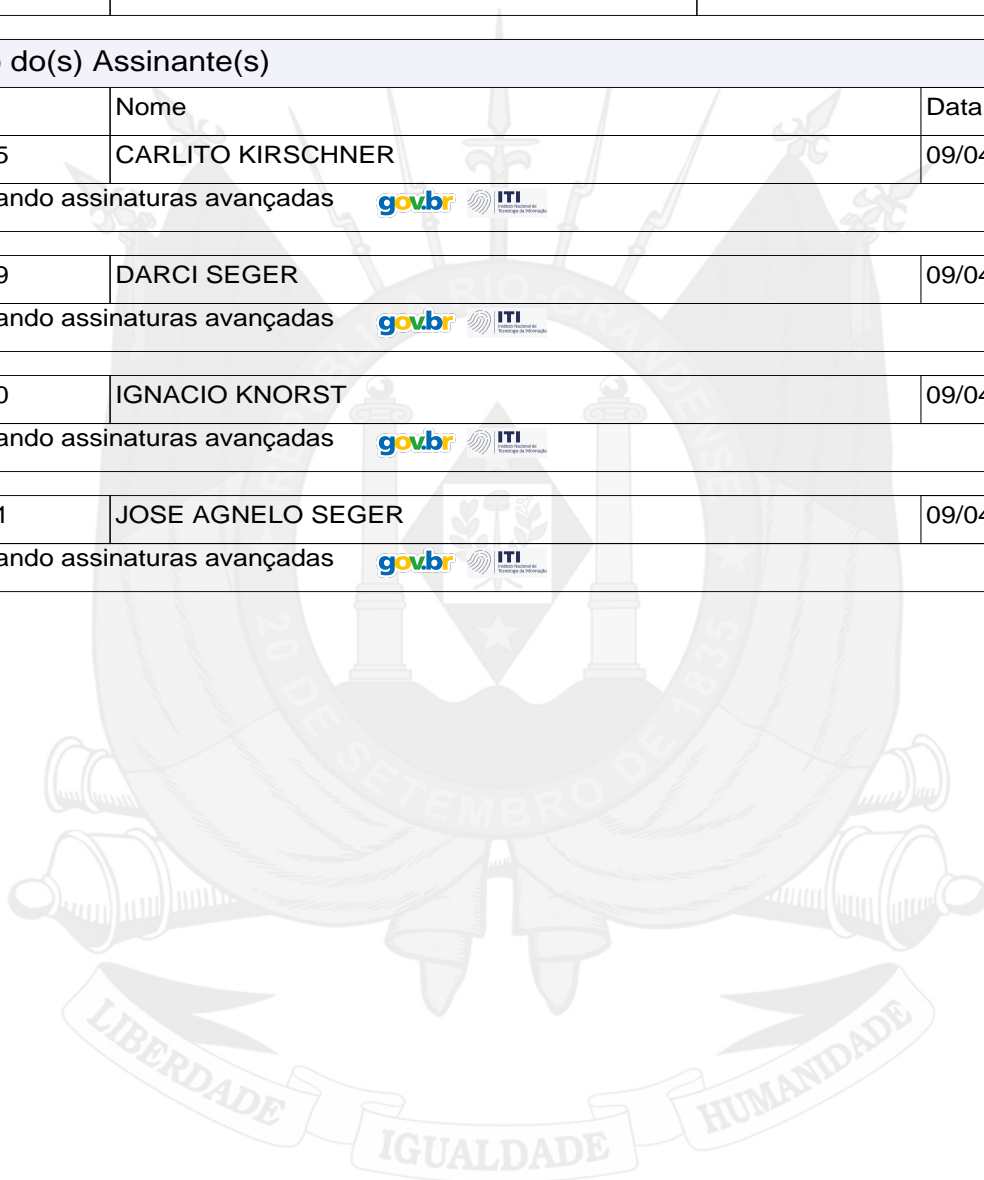 do(s) Assinante(s)
Nome Data
5 CARLITO KIRSCHNER 09/04
ando assinaturas avançadas gov.br ITI
9 DARCI SEGER 09/04
ando assinaturas avançadas gov.br ITI
0 IGNACIO KNORST 09/04
ando assinaturas avançadas gov.br ITI
1 JOSE AGNELO SEGER 09/04
ando assinaturas avançadas gov.br ITI
REPÚBLICA RIO-GRANDENSE
20 DE SETEMBRO DE 1835
LIBERDADE IGUALDADE HUMANIDADE